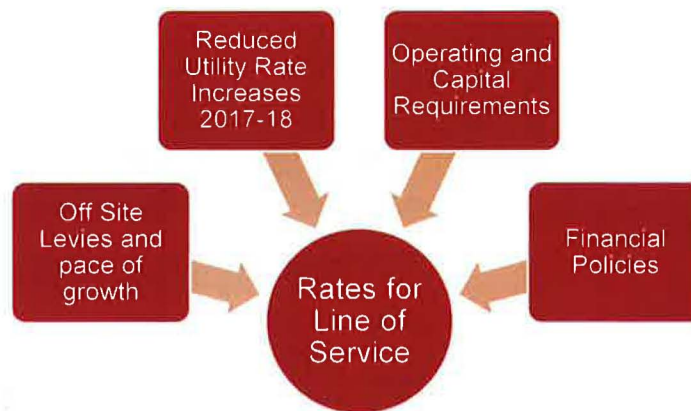 Reduced
Utility Rate
Increases
2017-18
Operating and
Capital
Requirements
Off Site
Levies and
pace of
growth
Financial
Policies
Rates for
Line of
Service